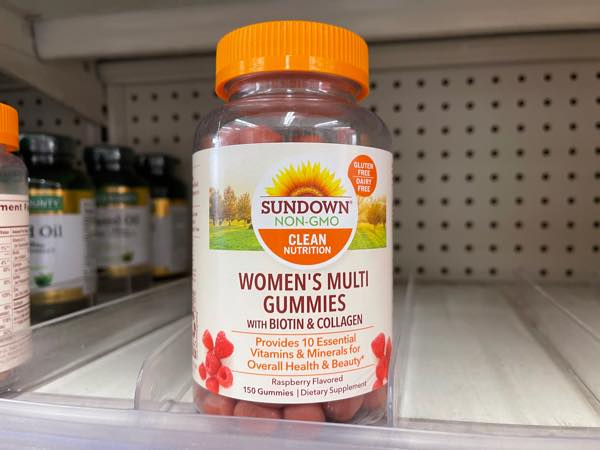 SUNDOWN
NON-GMO
CLEAN
NUTRITION
GLUTEN
FREE
DAIRY
FREE
WOMEN'S MULTI
GUMMIES
WITH BIOTIN & COLLAGEN
Provides 10 Essential
Vitamins & Minerals for
Overall Health & Beauty*
Raspberry Flavored
150 Gummies | Dietary Supplement
Oil